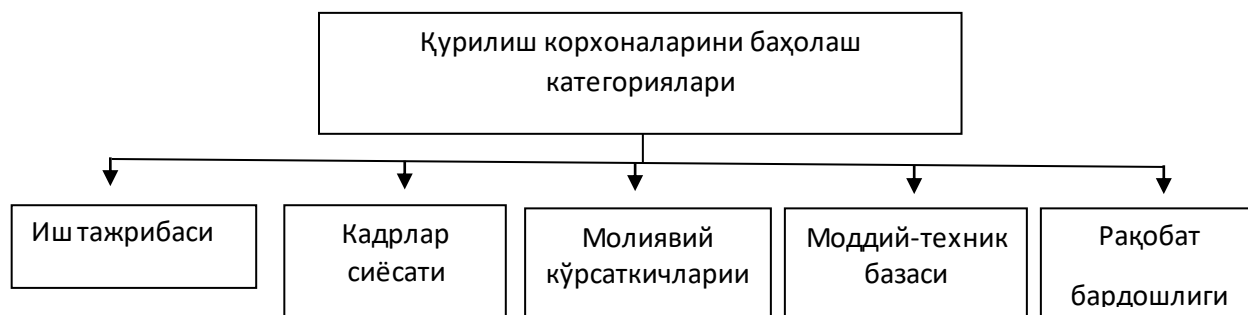 Қурилиш корхоналарини баҳолаш
категориялари
Иш тажрибаси
Кадрлар
сиёсати
Молиявий
кўрсаткичларии
Моддий-техник
базаси
Рақобат
бардошлиги